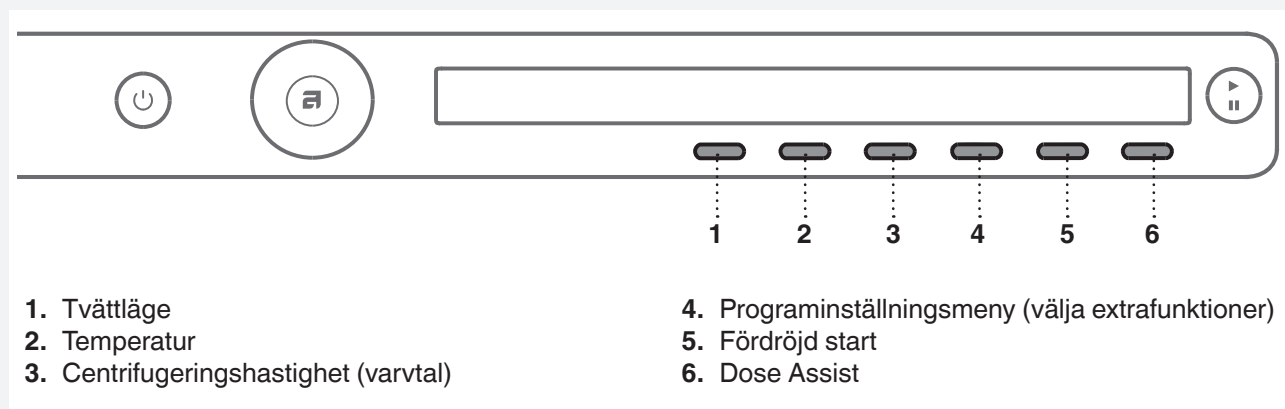 1 2 3 4 5 6
1. Tvättläge
2. Temperatur
3. Centrifugeringshastighet (varvtal)
4. Programinställningsmeny (välja extrafunktioner)
5. Fördröjd start
6. Dose Assist